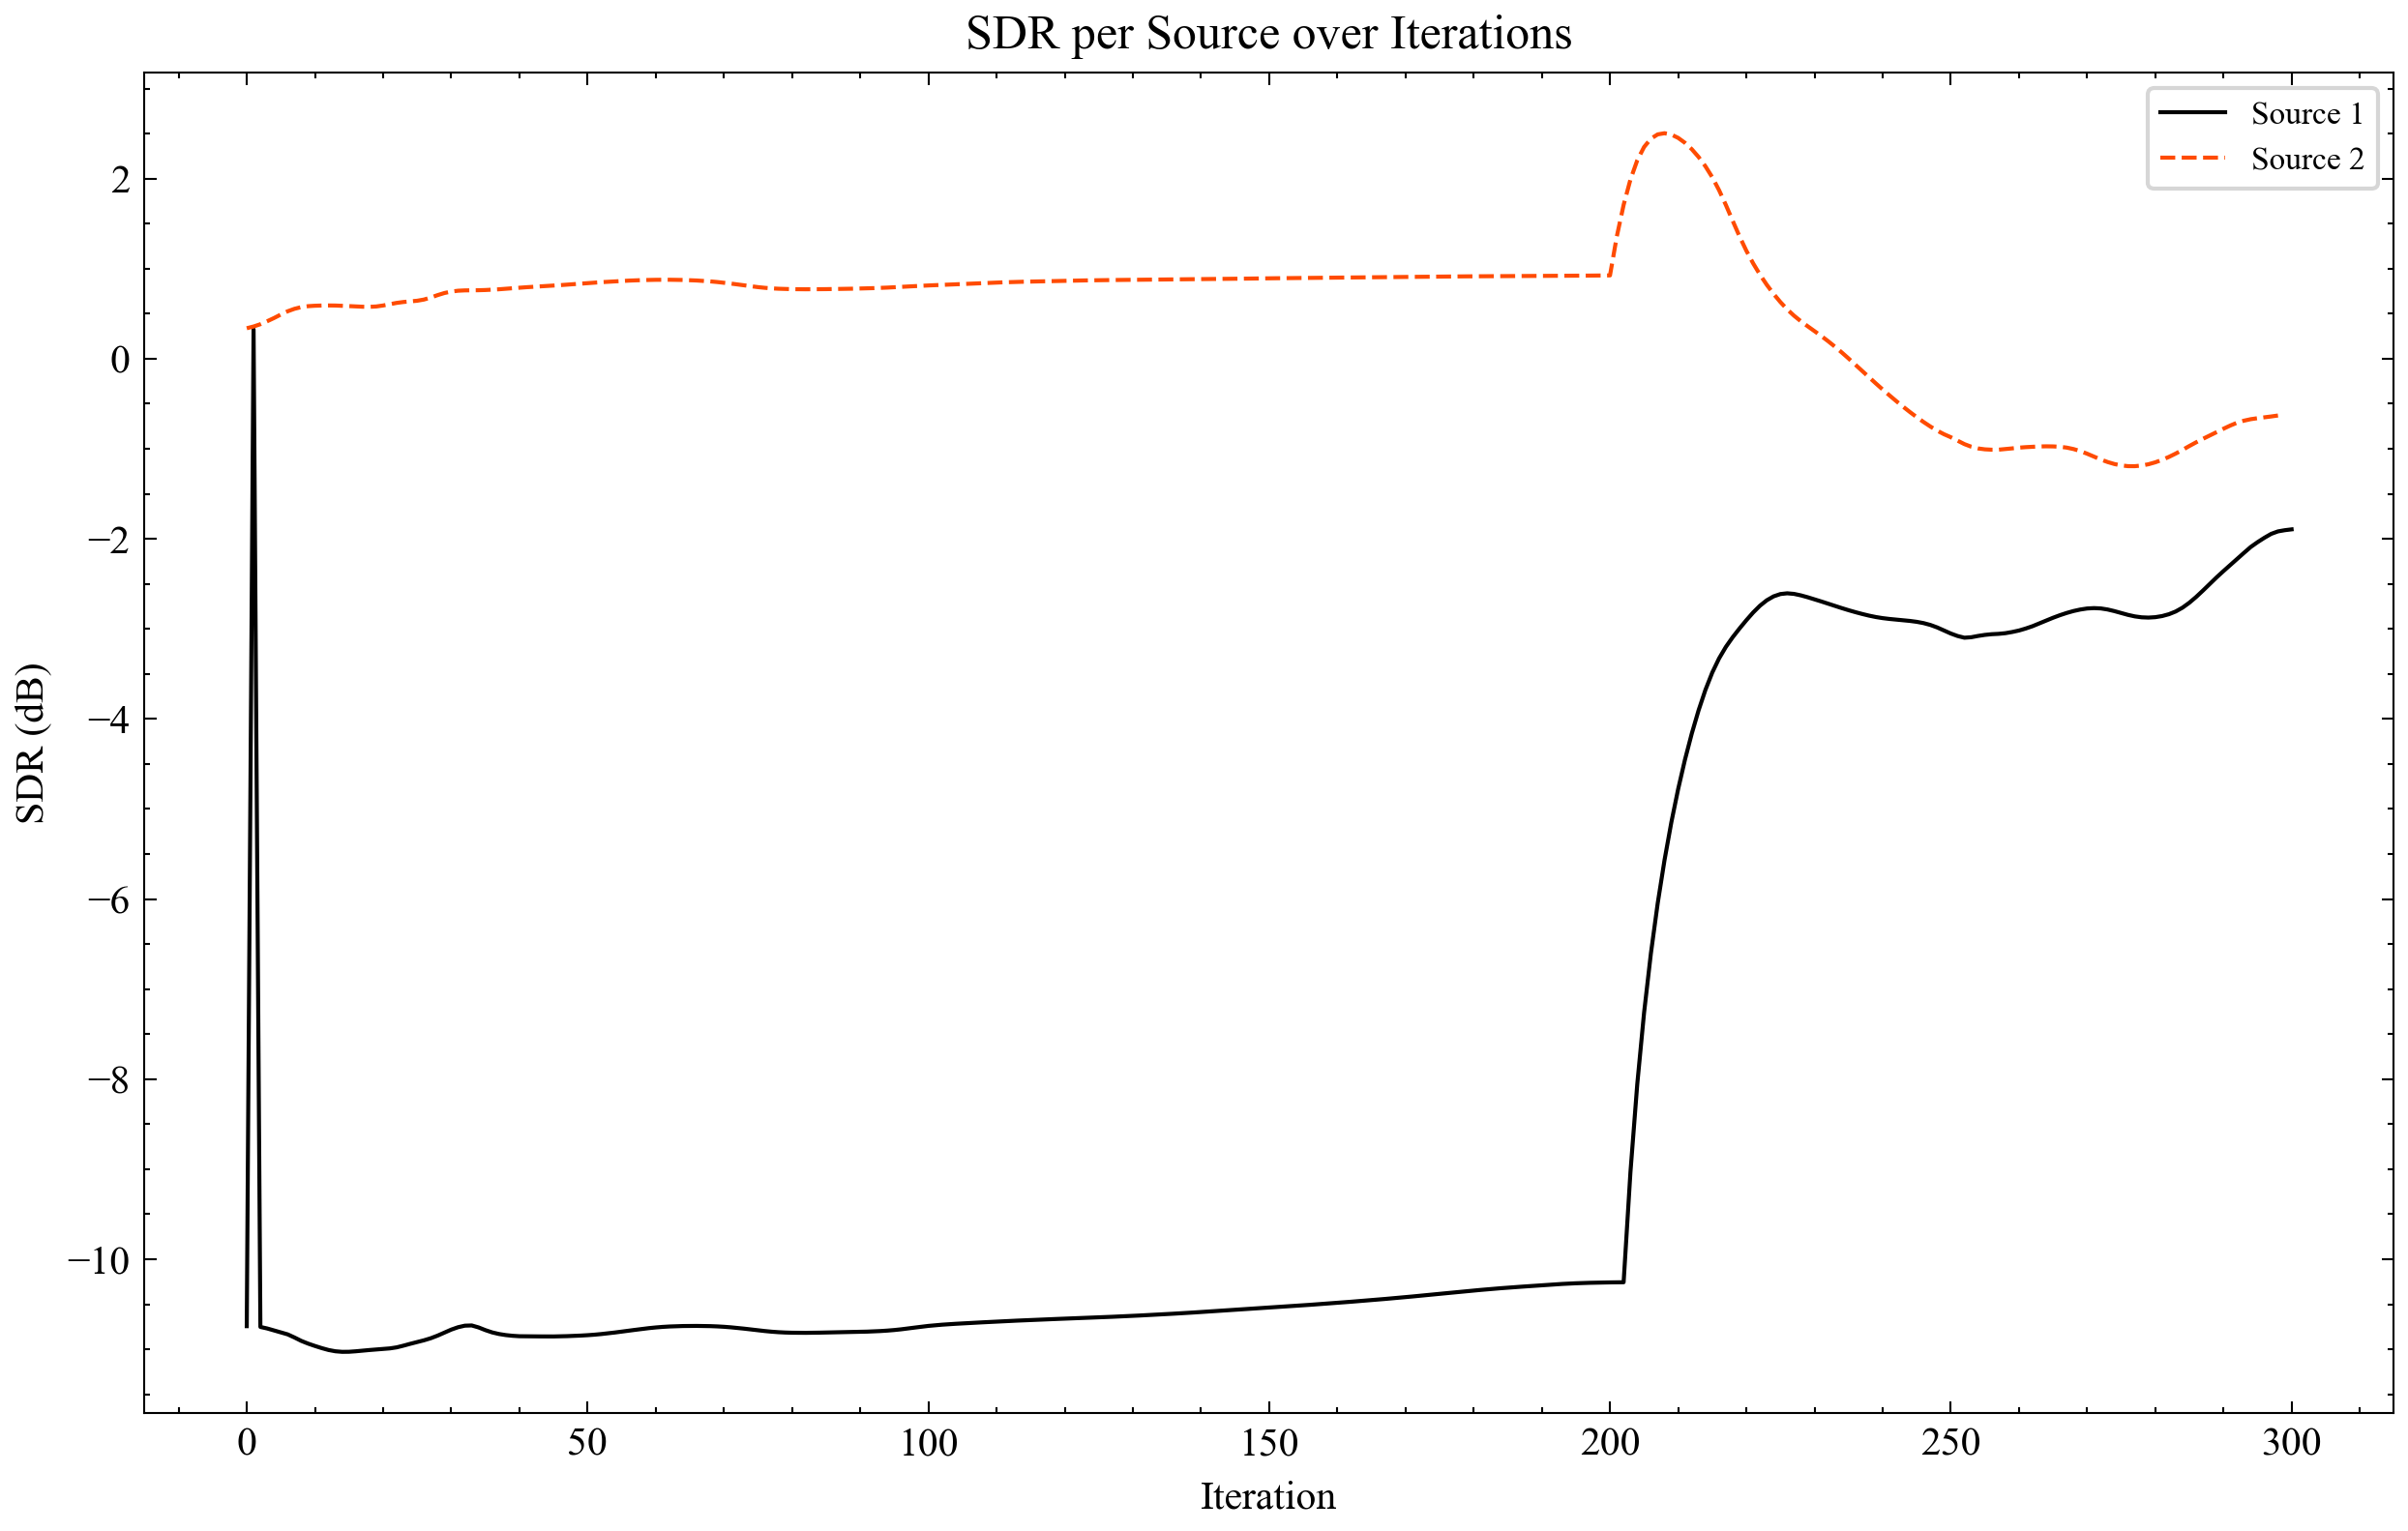 SDR per Source over Iterations
Source 1
Source 2
SDR (dB)
2
0
−2
−4
−6
−8
−10
0 50 100 150 200 250 300
Iteration